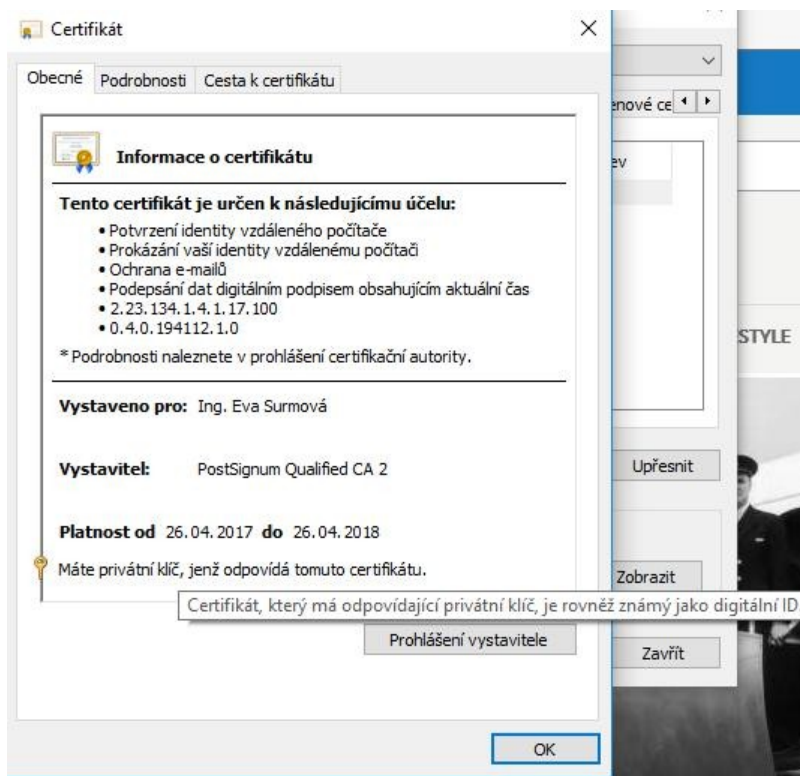 Certifikát
Obecné Podrobnosti Cesta k certifikátu
Informace o certifikátu
Tento certifikát je určen k následujícímu účelu:
• Potvrzení identity vzdáleného počítače
• Prokázání vaší identity vzdálenému počítači
• Ochrana e-mailů
• Podepsání dat digitálním podpisem obsahujícím aktuální čas
• 2.23.134.1.4.1.17.100
• 0.4.0.194112.1.0
* Podrobnosti naleznete v prohlášení certifikační autority.
Vystaveno pro: Ing. Eva Surmová
Vystavitel: PostSignum Qualified CA 2
Platnost od 26.04.2017 do 26.04.2018
Máte privátní klíč, jenž odpovídá tomuto certifikátu.
Certifikát, který má odpovídající privátní klíč, je rovněž známý jako digitální ID
Prohlášení vystavitele
OK
enové ce
ev
Upřesnit
Zobrazit
Zavřít
STYLE